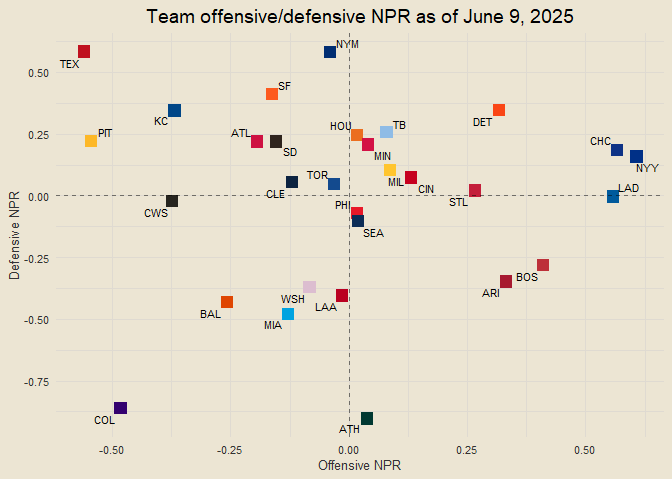 Team offensive/defensive NPR as of June 9, 2025
NYM
TEX
0.50
SF
KC
DET
PIT
ATL
HOU
TB
0.25
SD
MIN
CHC
NYY
TOR
CLE
MIL
CIN
STL
LAD
0.00
CWS
PHI
SEA
Defensive NPR
-0.25
BOS
ARI
WSH
LAA
BAL
MIA
-0.50
-0.75
COL
ATH
-0.50
-0.25
0.00
0.25
0.50
Offensive NPR